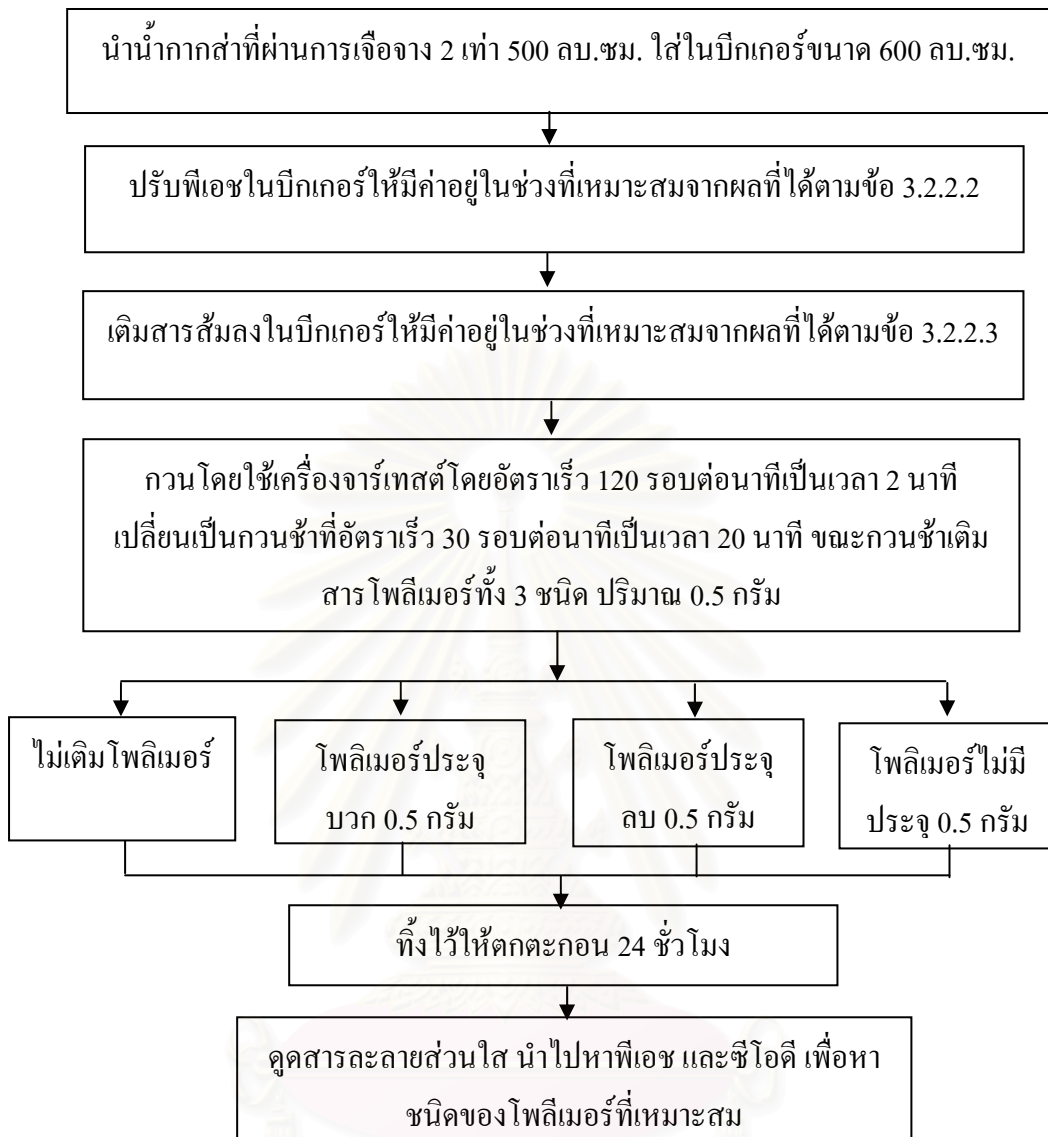 นำน้ำกากส่าที่ผ่านการเจือจาง 2 เท่า 500 ลบ.ซม. ใส่ในบีกเกอร์ขนาด 600 ลบ.ซม.
ปรับพีเอชในบีกเกอร์ให้มีค่าอยู่ในช่วงที่เหมาะสมจากผลที่ได้ตามข้อ 3.2.2.2
เติมสารส้มลงในบีกเกอร์ให้มีค่าอยู่ในช่วงที่เหมาะสมจากผลที่ได้ตามข้อ 3.2.2.3
กวนโดยใช้เครื่องจาร์เทสต์โดยอัตราเร็ว 120 รอบต่อนาทีเป็นเวลา 2 นาที
เปลี่ยนเป็นกวนช้าที่อัตราเร็ว 30 รอบต่อนาทีเป็นเวลา 20 นาที ขณะกวนช้าเติม
สารโพลีเมอร์ทั้ง 3 ชนิด ปริมาณ 0.5 กรัม
ไม่เติมโพลิเมอร์
โพลิเมอร์ประจุ
บวก 0.5 กรัม
โพลิเมอร์ประจุ
ลบ 0.5 กรัม
โพลิเมอร์ไม่มี
ประจุ 0.5 กรัม
ทิ้งไว้ให้ตกตะกอน 24 ชั่วโมง
ดูดสารละลายส่วนใส นำไปหาพีเอช และซีโอดี เพื่อหา
ชนิดของโพลีเมอร์ที่เหมาะสม